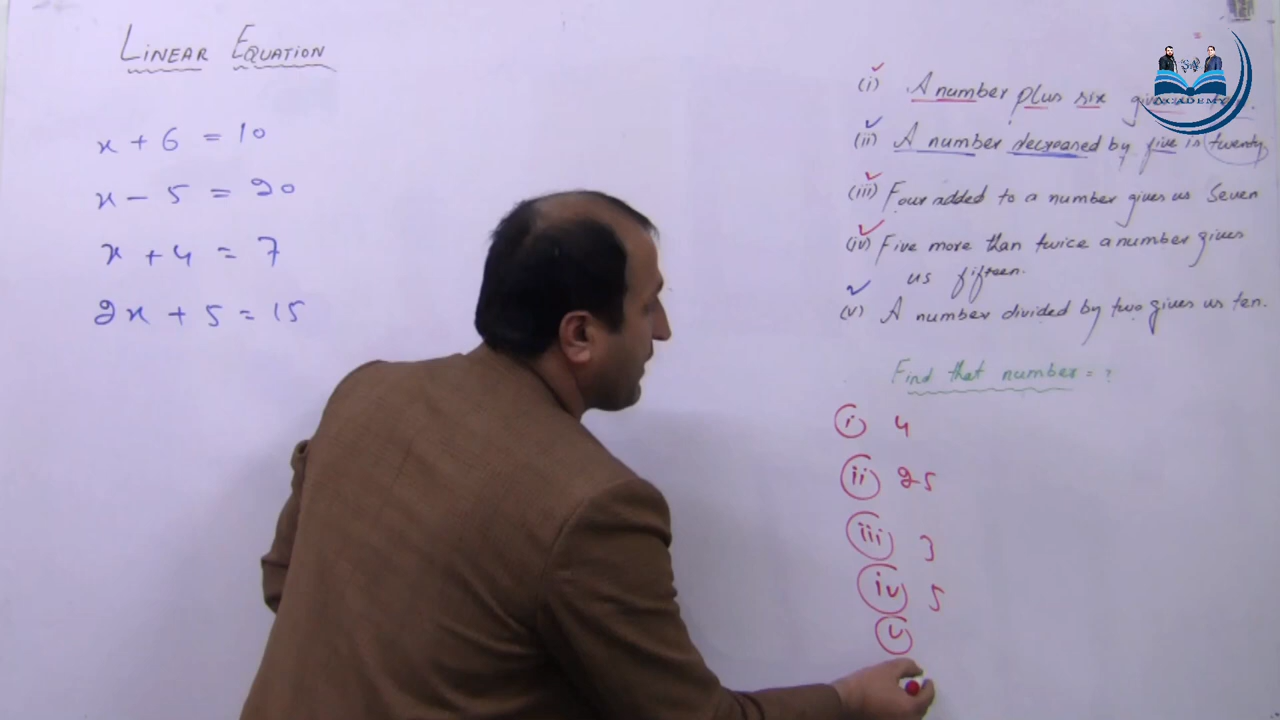 LINEAR EQUATION
x + 6 = 10
x - 5 = 20
x + 4 = 7
2x + 5 = 15
(i) A number plus six
ACADEMY
(ii) A number decreased by five is twenty
(iii) Four added to a number gives us Seven
(iv) Five more than twice a number gives
us fifteen.
(v) A number divided by two gives us ten.
Find that number = ?
i 4
ii 25
iii 3
iv 5
v